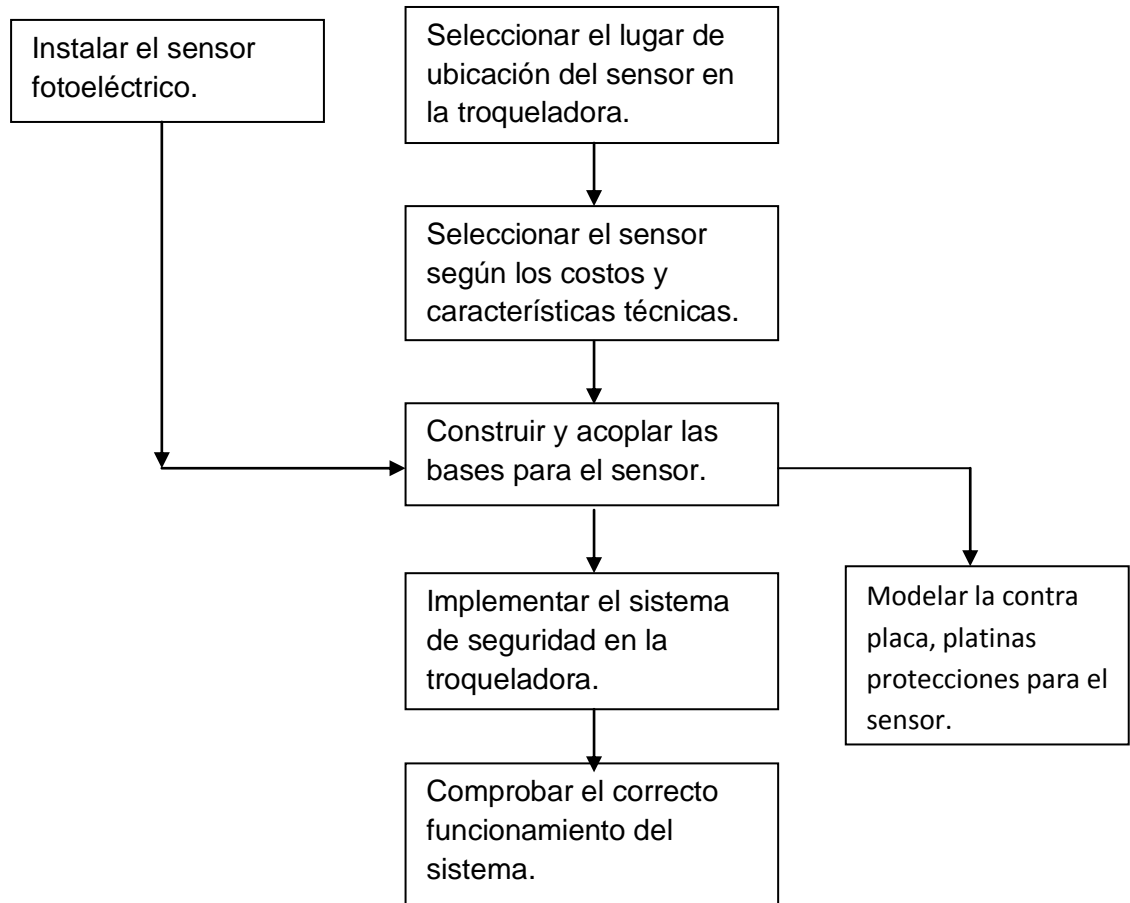 Instalar el sensor
fotoeléctrico.
Seleccionar el lugar de
ubicación del sensor en
la troqueladora.
Seleccionar el sensor
según los costos y
característísticas técnicas.
Construir y acoplar las
bases para el sensor.
Implementar el sistema
de seguridad en la
troqueladora.
Modelar la contra
placa, platinas
protecciones para el
sensor.
Comprobar el correcto
funcionamiento del
sistema.